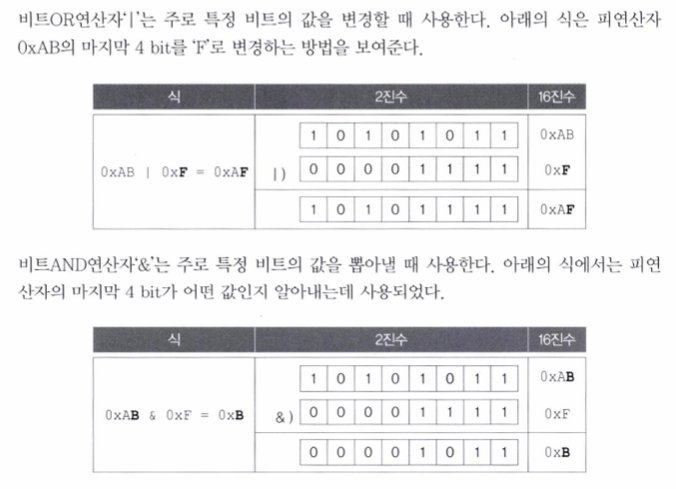 비트OR연산자'|'는 주로 특정 비트의 값을 변경할 때 사용한다. 아래의 식은 피연산자
0xAB의 마지막 4 bit를 'F'로 변경하는 방법을 보여준다.
식 2진수 16진수
1 0 1 0 1 0 1 1 0xAB
0xAB | 0xF = 0xAF |) 0 0 0 0 1 1 1 1 0xF
1 0 1 0 1 1 1 1 0xAF
비트AND연산자'&'는 주로 특정 비트의 값을 뽑아낼 때 사용한다. 아래의 식에서는 피연
산자의 마지막 4 bit가 어떤 값인지 알아내는데 사용되었다.
식 2진수 16진수
1 0 1 0 1 0 1 1 0xAB
0xAB & 0xF = 0xB &) 0 0 0 0 1 1 1 1 0xF
0 0 0 0 1 0 1 1 0xB